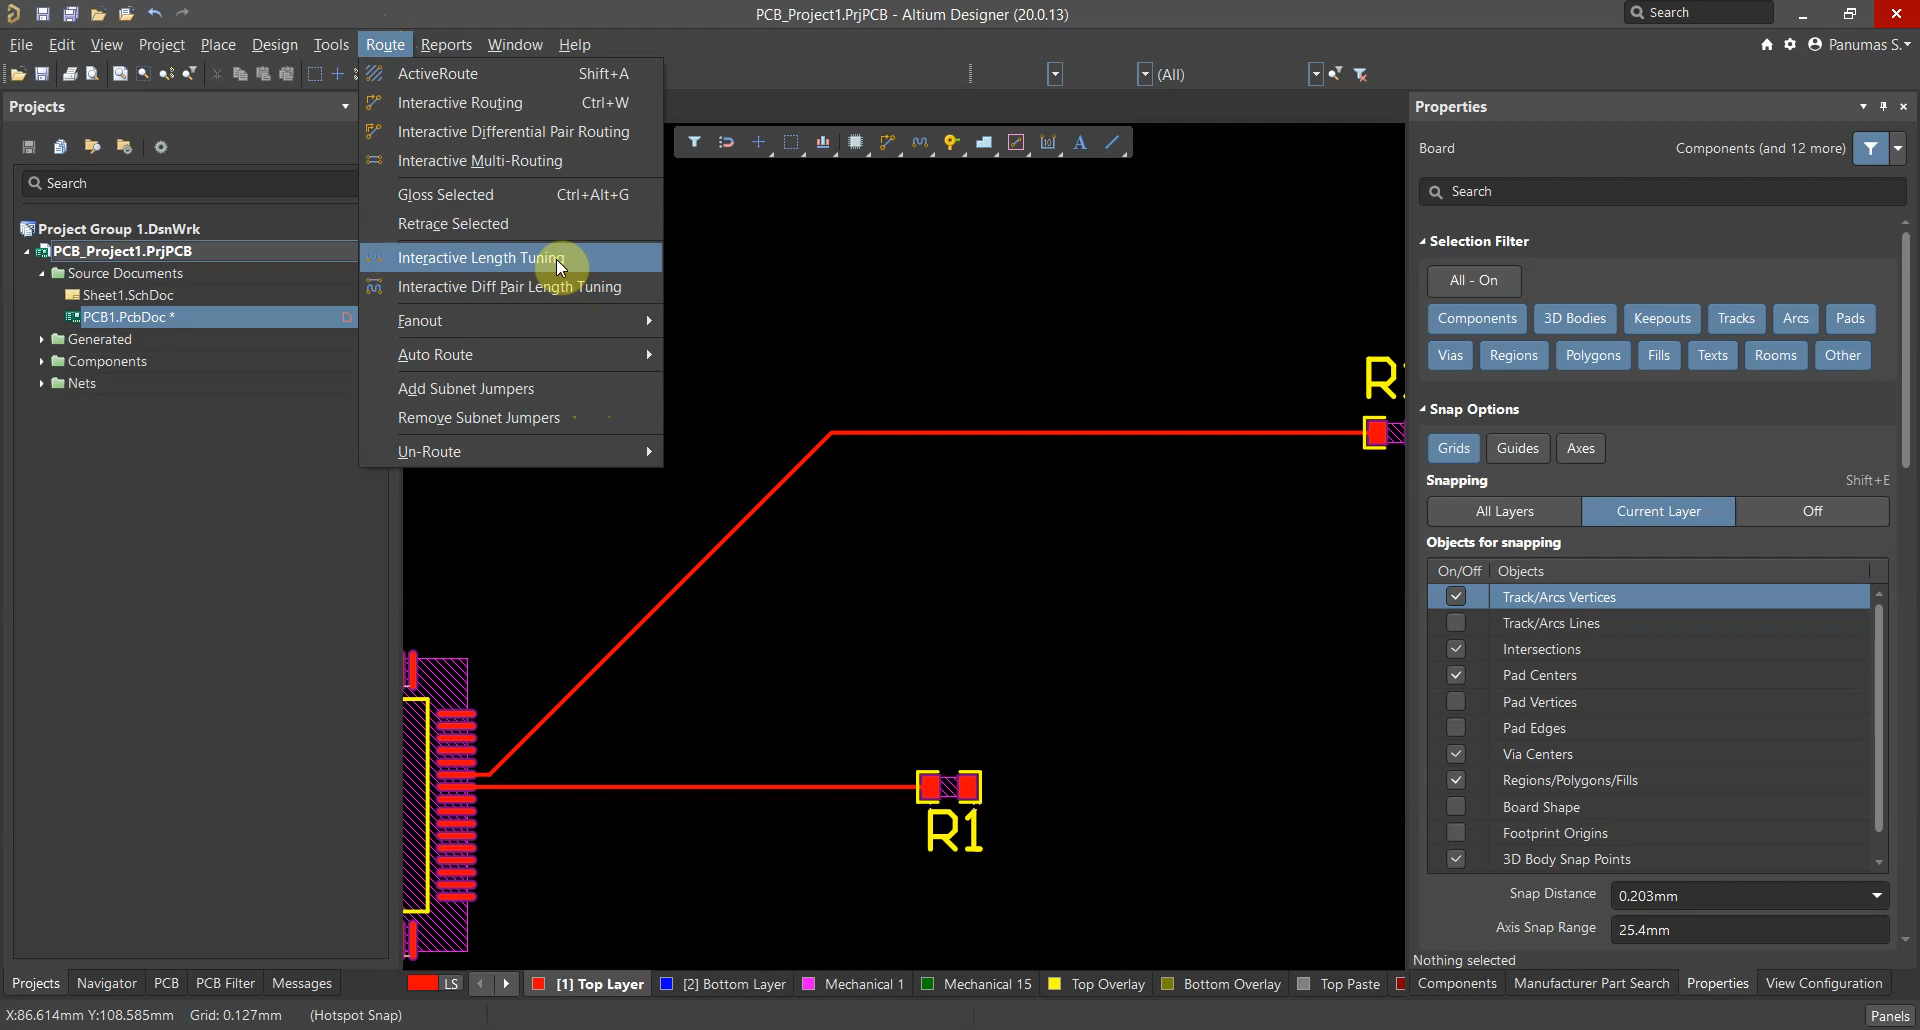 PCB_Project1.PrjPCB - Altium Designer (20.0.13)
Search
File Edit View Project Place Design Tools Route Reports Window Help
Panumas S.
(All)
Projects
Search
Project Group 1.DsnWrk
PCB_Project1.PrjPCB
Source Documents
Sheet1.SchDoc
PCB1.PcbDoc *
Generated
Components
Nets
ActiveRoute Shift+A
Interactive Routing Ctrl+W
Interactive Differential Pair Routing
Interactive Multi-Routing
Gloss Selected Ctrl+Alt+G
Retrace Selected
Interactive Length Tuning
Interactive Diff Pair Length Tuning
Fanout
Auto Route
Add Subnet Jumpers
Remove Subnet Jumpers
Un-Route
10
A
R1
Properties
Board Components (and 12 more)
Search
Selection Filter
All - On
Components 3D Bodies Keepouts Tracks Arcs Pads
Vias Regions Polygons Fills Texts Rooms Other
Snap Options
Grids Guides Axes
Snapping Shift+E
All Layers Current Layer Off
Objects for snapping
On/Off Objects
Track/Arcs Vertices
Track/Arcs Lines
Intersections
Pad Centers
Pad Vertices
Pad Edges
Via Centers
Regions/Polygons/Fills
Board Shape
Footprint Origins
3D Body Snap Points
Snap Distance 0.203mm
Axis Snap Range 25.4mm
Nothing selected
Projects Navigator PCB PCB Filter Messages
LS [1] Top Layer [2] Bottom Layer Mechanical 1 Mechanical 15 Top Overlay Bottom Overlay Top Paste
Components Manufacturer Part Search Properties View Configuration
X:86.614mm Y:108.585mm Grid: 0.127mm (Hotspot Snap)
Panels